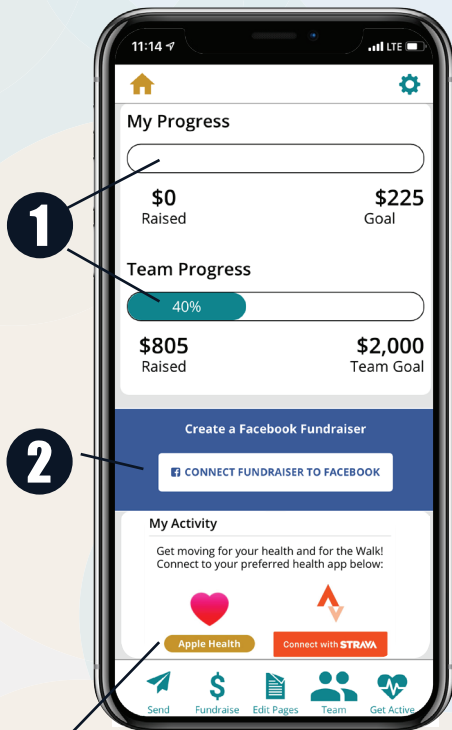 11:14
LTE
My Progress
$0 $225
Raised Goal
1
Team Progress
40%
$805 $2,000
Raised Team Goal
Create a Facebook Fundraiser
2
CONNECT FUNDRAISER TO FACEBOOK
My Activity
Get moving for your health and for the Walk!
Connect to your preferred health app below:
Apple Health Connect with STRAVA
Send Fundraise Edit Pages Team Get Active